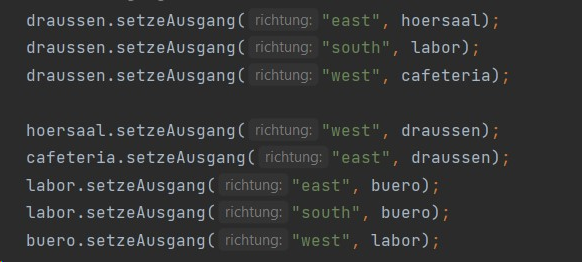 draussen.setzeAusgang( richtung: "east", hoersaal);
draussen.setzeAusgang( richtung: "south", labor);
draussen.setzeAusgang( richtung: "west", cafeteria);
hoersaal.setzeAusgang( richtung: "west", draussen);
cafeteria.setzeAusgang( richtung: "east", draussen);
labor.setzeAusgang( richtung: "east", buero);
labor.setzeAusgang( richtung: "south", buero);
buero.setzeAusgang( richtung: "west", labor);